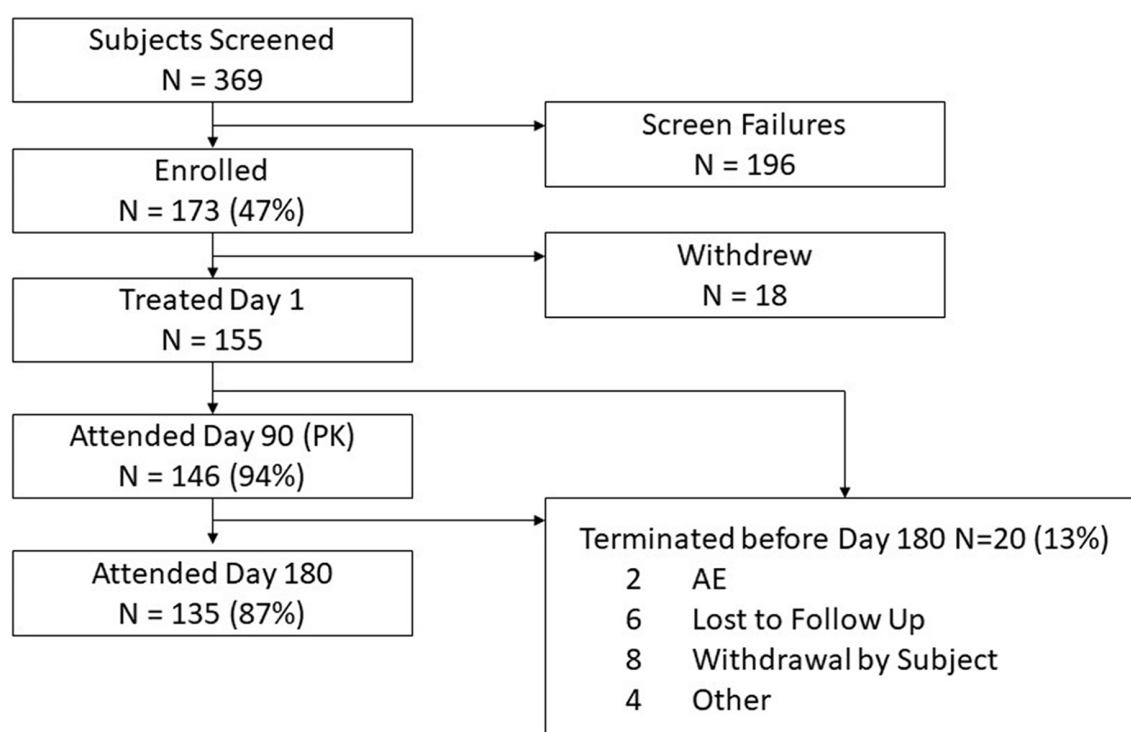 Subjects Screened
N = 369
Screen Failures
N = 196
Enrolled
N = 173 (47%)
Withdrew
N = 18
Treated Day 1
N = 155
Attended Day 90 (PK)
N = 146 (94%)
Terminated before Day 180 N=20 (13%)
2 AE
6 Lost to Follow Up
8 Withdrawal by Subject
4 Other
Attended Day 180
N = 135 (87%)